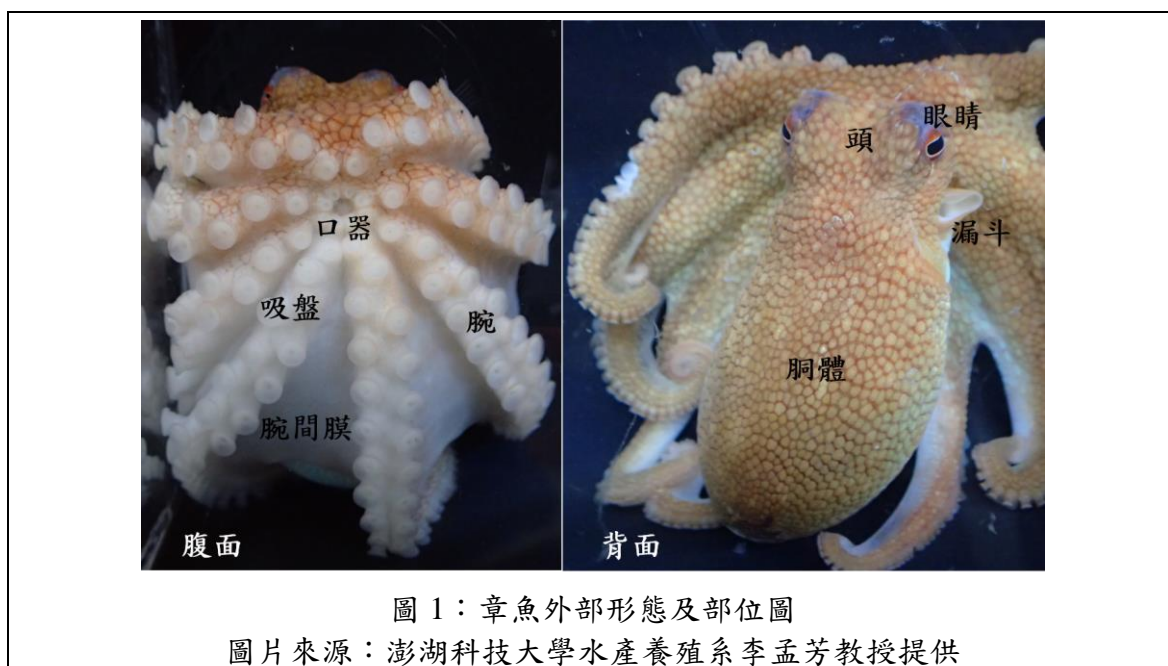 口器
吸盤
腕
腕間膜
腹面
眼睛
頭
漏斗
胴體
背面
圖 1：章魚外部形態及部位圖
圖片來源：澎湖科技大學水產養殖系李孟芳教授提供